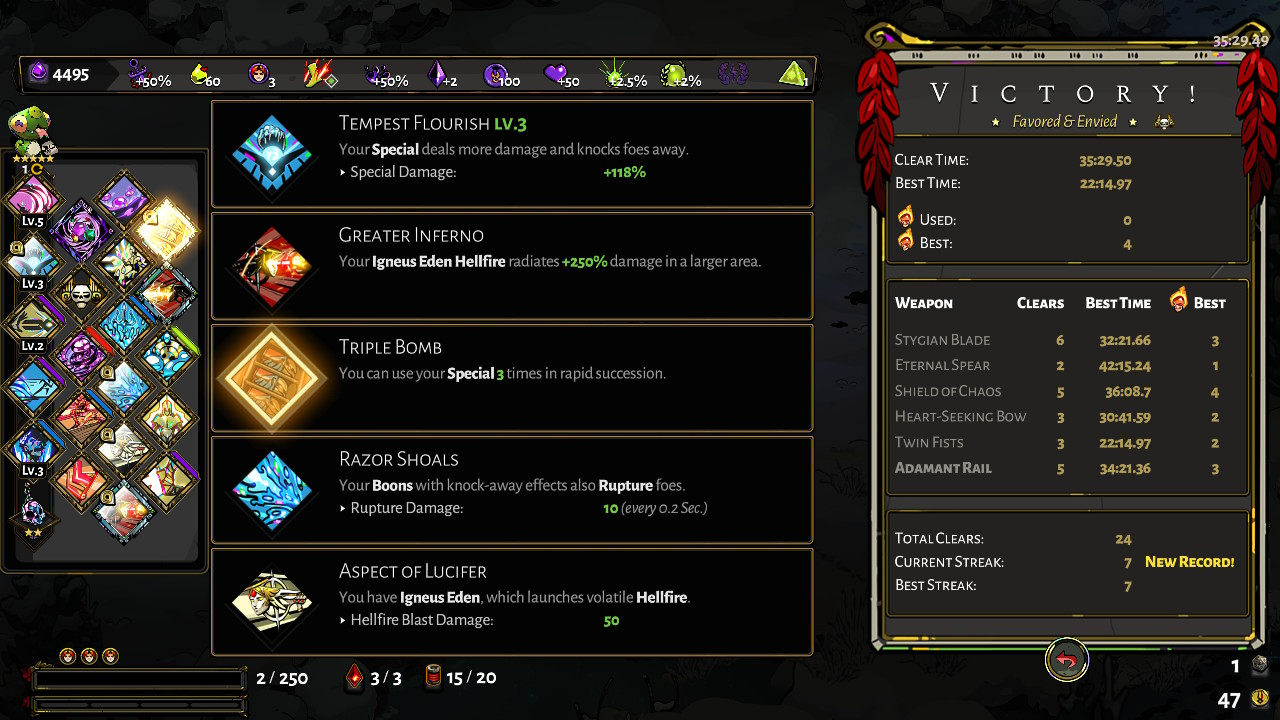 35:29.49
4495
+50%
60
3
+50%
+2
100
+50
+2.5%
+2%
1
1
Lv.5
Lv.3
Lv.2
Lv.3
TEMPEST FLOURISH LV.3
Your Special deals more damage and knocks foes away.
Special Damage: +118%
GREATER INFERNO
Your Igneus Eden Hellfire radiates +250% damage in a larger area.
TRIPLE BOMB
You can use your Special 3 times in rapid succession.
RAZOR SHOALS
Your Boons with knock-away effects also Rupture foes.
Rupture Damage: 10 (every 0.2 Sec.)
ASPECT OF LUCIFER
You have Igneus Eden, which launches volatile Hellfire.
Hellfire Blast Damage: 50
2 / 250
3 / 3
15 / 20
VICTORY!
Favored & Envied
CLEAR TIME: 35:29.50
BEST TIME: 22:14.97
USED: 0
BEST: 4
WEAPON CLEARS BEST TIME BEST
STYGIAN BLADE 6 32:21.66 3
ETERNAL SPEAR 2 42:15.24 1
SHIELD OF CHAOS 5 36:08.7 4
HEART-SEEKING BOW 3 30:41.59 2
TWIN FISTS 3 22:14.97 2
ADAMANT RAIL 5 34:21.36 3
TOTAL CLEARS: 24
CURRENT STREAK: 7 NEW RECORD!
BEST STREAK: 7
1
47